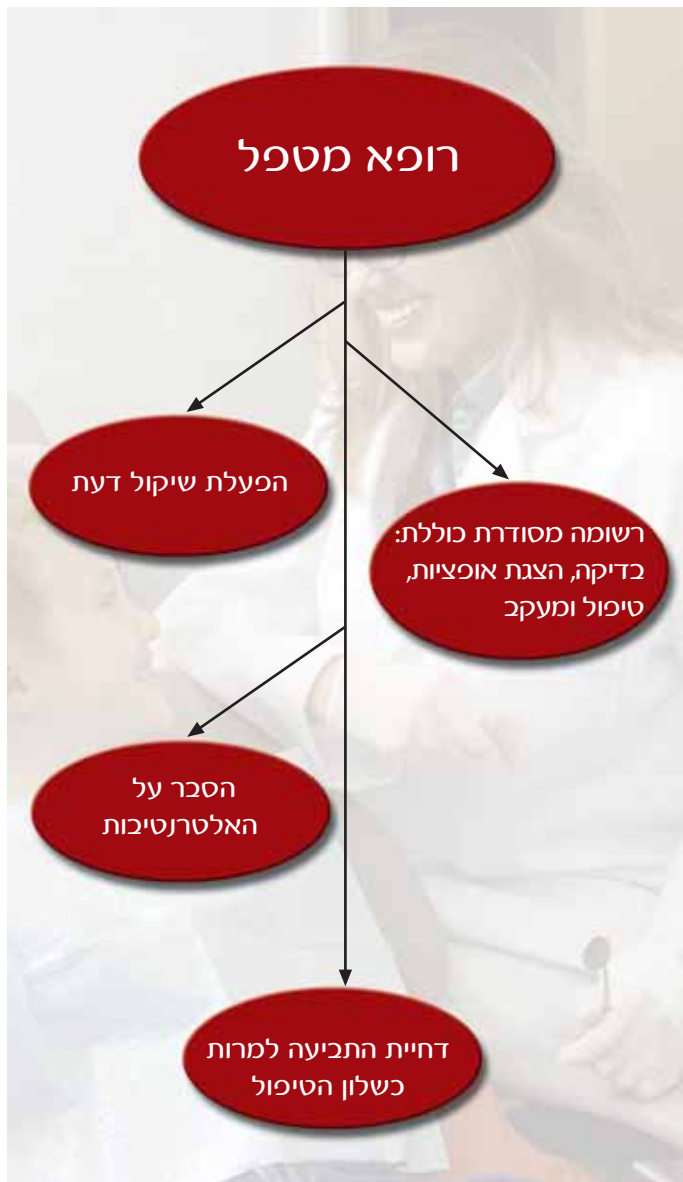 רופא מטפל
הפעלת שיקול דעת
רשומה מסודרת כוללת:
בדיקה, הצגת אופציות,
טיפול ומעקב
הסבר על
האלטרנטיבות
דחיית התביעה למרות
כשלון הטיפול